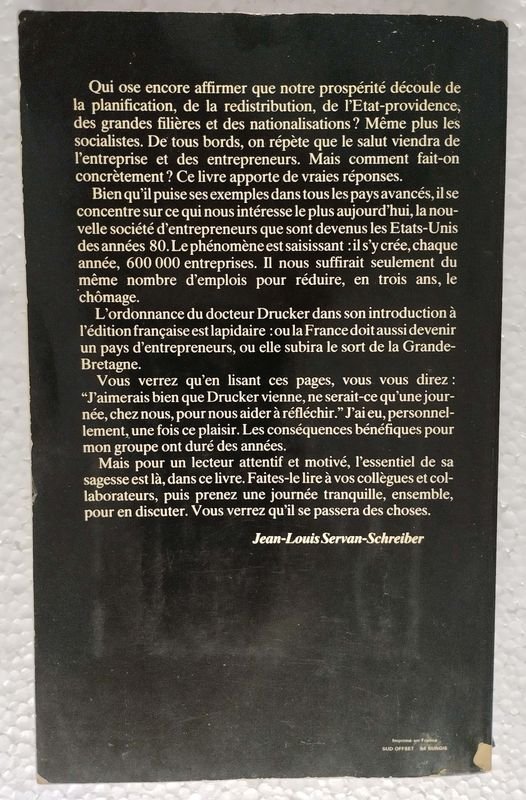 Qui ose encore affirmer que notre prospérité découle de
la planification, de la redistribution, de l'Etat-providence,
des grandes filières et des nationalisations ? Même plus les
socialistes. De tous bords, on répète que le salut viendra de
l'entreprise et des entrepreneurs. Mais comment fait-on
concrètement ? Ce livre apporte de vraies réponses.
Bien qu'il puise ses exemples dans tous les pays avancés, il se
concentre sur ce qui nous intéresse le plus aujourd'hui, la nou-
velle société d'entrepreneurs que sont devenus les Etats-Unis
des années 80. Le phénomène est saisissant : il s'y crée, chaque
année, 600 000 entreprises. Il nous suffirait seulement du
même nombre d'emplois pour réduire, en trois ans, le
chômage.
L'ordonnance du docteur Drucker dans son introduction à
l'édition française est lapidaire : ou la France doit aussi devenir
un pays d'entrepreneurs, ou elle subira le sort de la Grande-
Bretagne.
Vous verrez qu'en lisant ces pages, vous vous direz :
“J'aimerais bien que Drucker vienne, ne serait-ce qu'une jour-
née, chez nous, pour nous aider à réfléchir.” J'ai eu, personnel-
lement, une fois ce plaisir. Les conséquences bénéfiques pour
mon groupe ont duré des années.
Mais pour un lecteur attentif et motivé, l'essentiel de sa
sagesse est là, dans ce livre. Faites-le lire à vos collègues et col-
laborateurs, puis prenez une journée tranquille, ensemble,
pour en discuter. Vous verrez qu'il se passera des choses.
Jean-Louis Servan-Schreiber
Imprimé en France
SUD OFFSET 94 RUNGIS